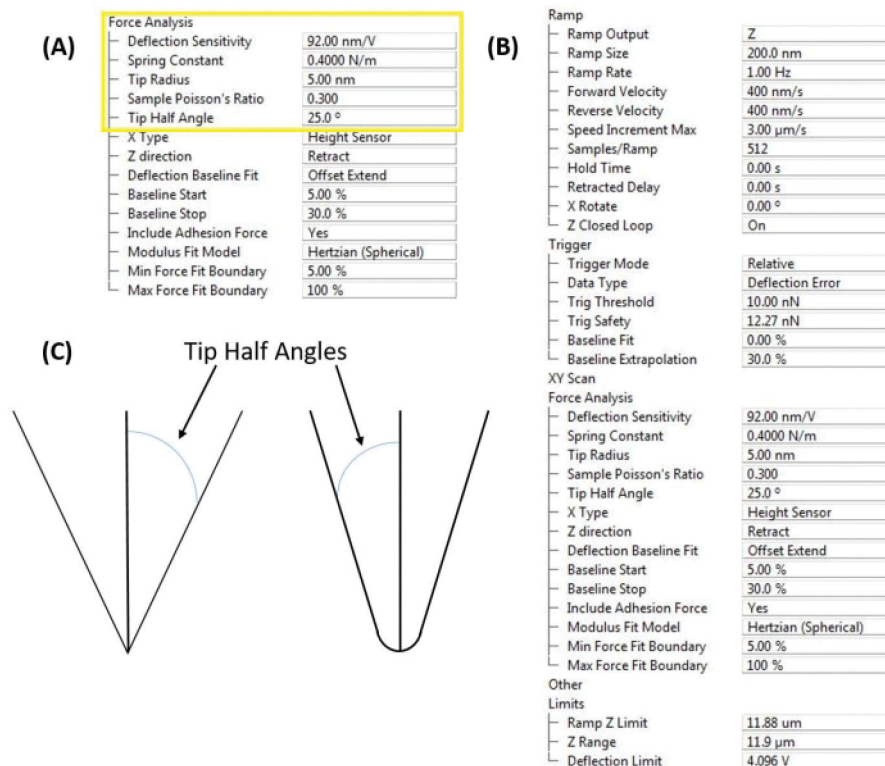 (A)
Force Analysis
Deflection Sensitivity 92.00 nm/V
Spring Constant 0.4000 N/m
Tip Radius 5.00 nm
Sample Poisson's Ratio 0.300
Tip Half Angle 25.0 º
X Type Height Sensor
Z direction Retract
Deflection Baseline Fit Offset Extend
Baseline Start 5.00 %
Baseline Stop 30.0 %
Include Adhesion Force Yes
Modulus Fit Model Hertzian (Spherical)
Min Force Fit Boundary 5.00 %
Max Force Fit Boundary 100 %
(B)
Ramp
Ramp Output Z
Ramp Size 200.0 nm
Ramp Rate 1.00 Hz
Forward Velocity 400 nm/s
Reverse Velocity 400 nm/s
Speed Increment Max 3.00 µm/s
Samples/Ramp 512
Hold Time 0.00 s
Retracted Delay 0.00 s
X Rotate 0.00 º
Z Closed Loop On
Trigger
Trigger Mode Relative
Data Type Deflection Error
Trig Threshold 10.00 nN
Trig Safety 12.27 nN
Baseline Fit 0.00 %
Baseline Extrapolation 30.0 %
XY Scan
Force Analysis
Deflection Sensitivity 92.00 nm/V
Spring Constant 0.4000 N/m
Tip Radius 5.00 nm
Sample Poisson's Ratio 0.300
Tip Half Angle 25.0 º
X Type Height Sensor
Z direction Retract
Deflection Baseline Fit Offset Extend
Baseline Start 5.00 %
Baseline Stop 30.0 %
Include Adhesion Force Yes
Modulus Fit Model Hertzian (Spherical)
Min Force Fit Boundary 5.00 %
Max Force Fit Boundary 100 %
Other
Limits
Ramp Z Limit 11.88 um
Z Range 11.9 µm
Deflection Limit 4.096 V
(C)
Tip Half Angles